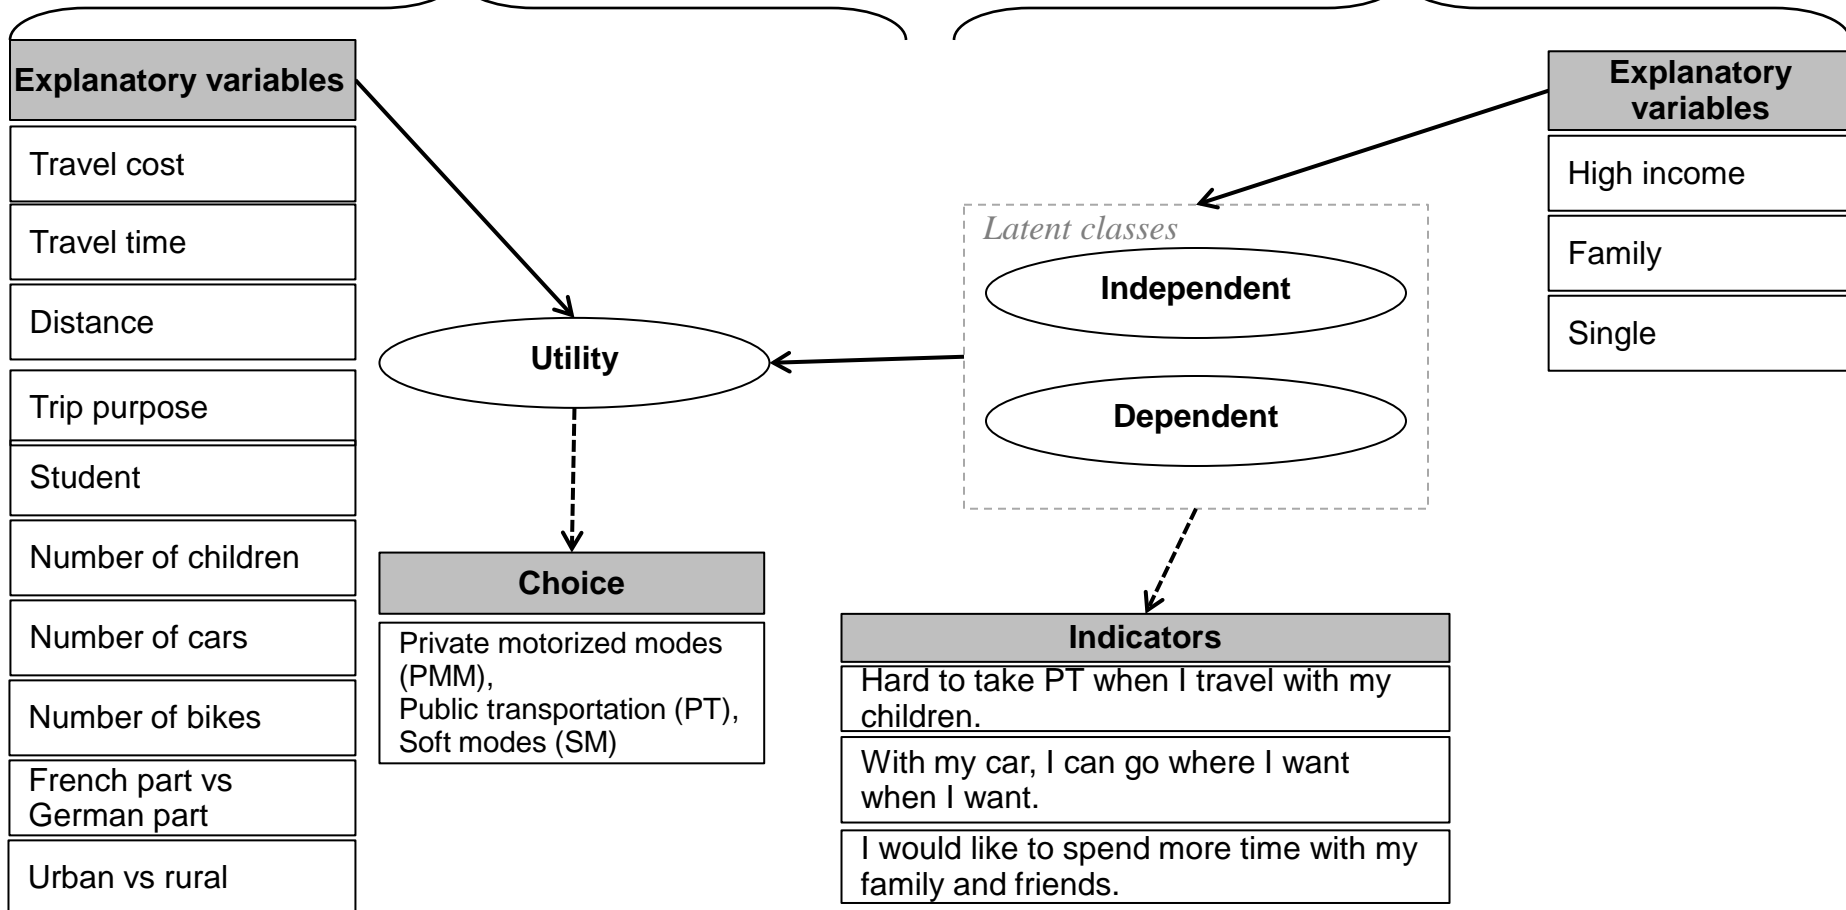 Explanatory variables
Travel cost
Travel time
Distance
Trip purpose
Student
Number of children
Number of cars
Number of bikes
French part vs
German part
Urban vs rural
Utility
Choice
Private motorized modes
(PMM),
Public transportation (PT),
Soft modes (SM)
Latent classes
Independent
Dependent
Indicators
Hard to take PT when I travel with my
children.
With my car, I can go where I want
when I want.
I would like to spend more time with my
family and friends.
Explanatory
variables
High income
Family
Single